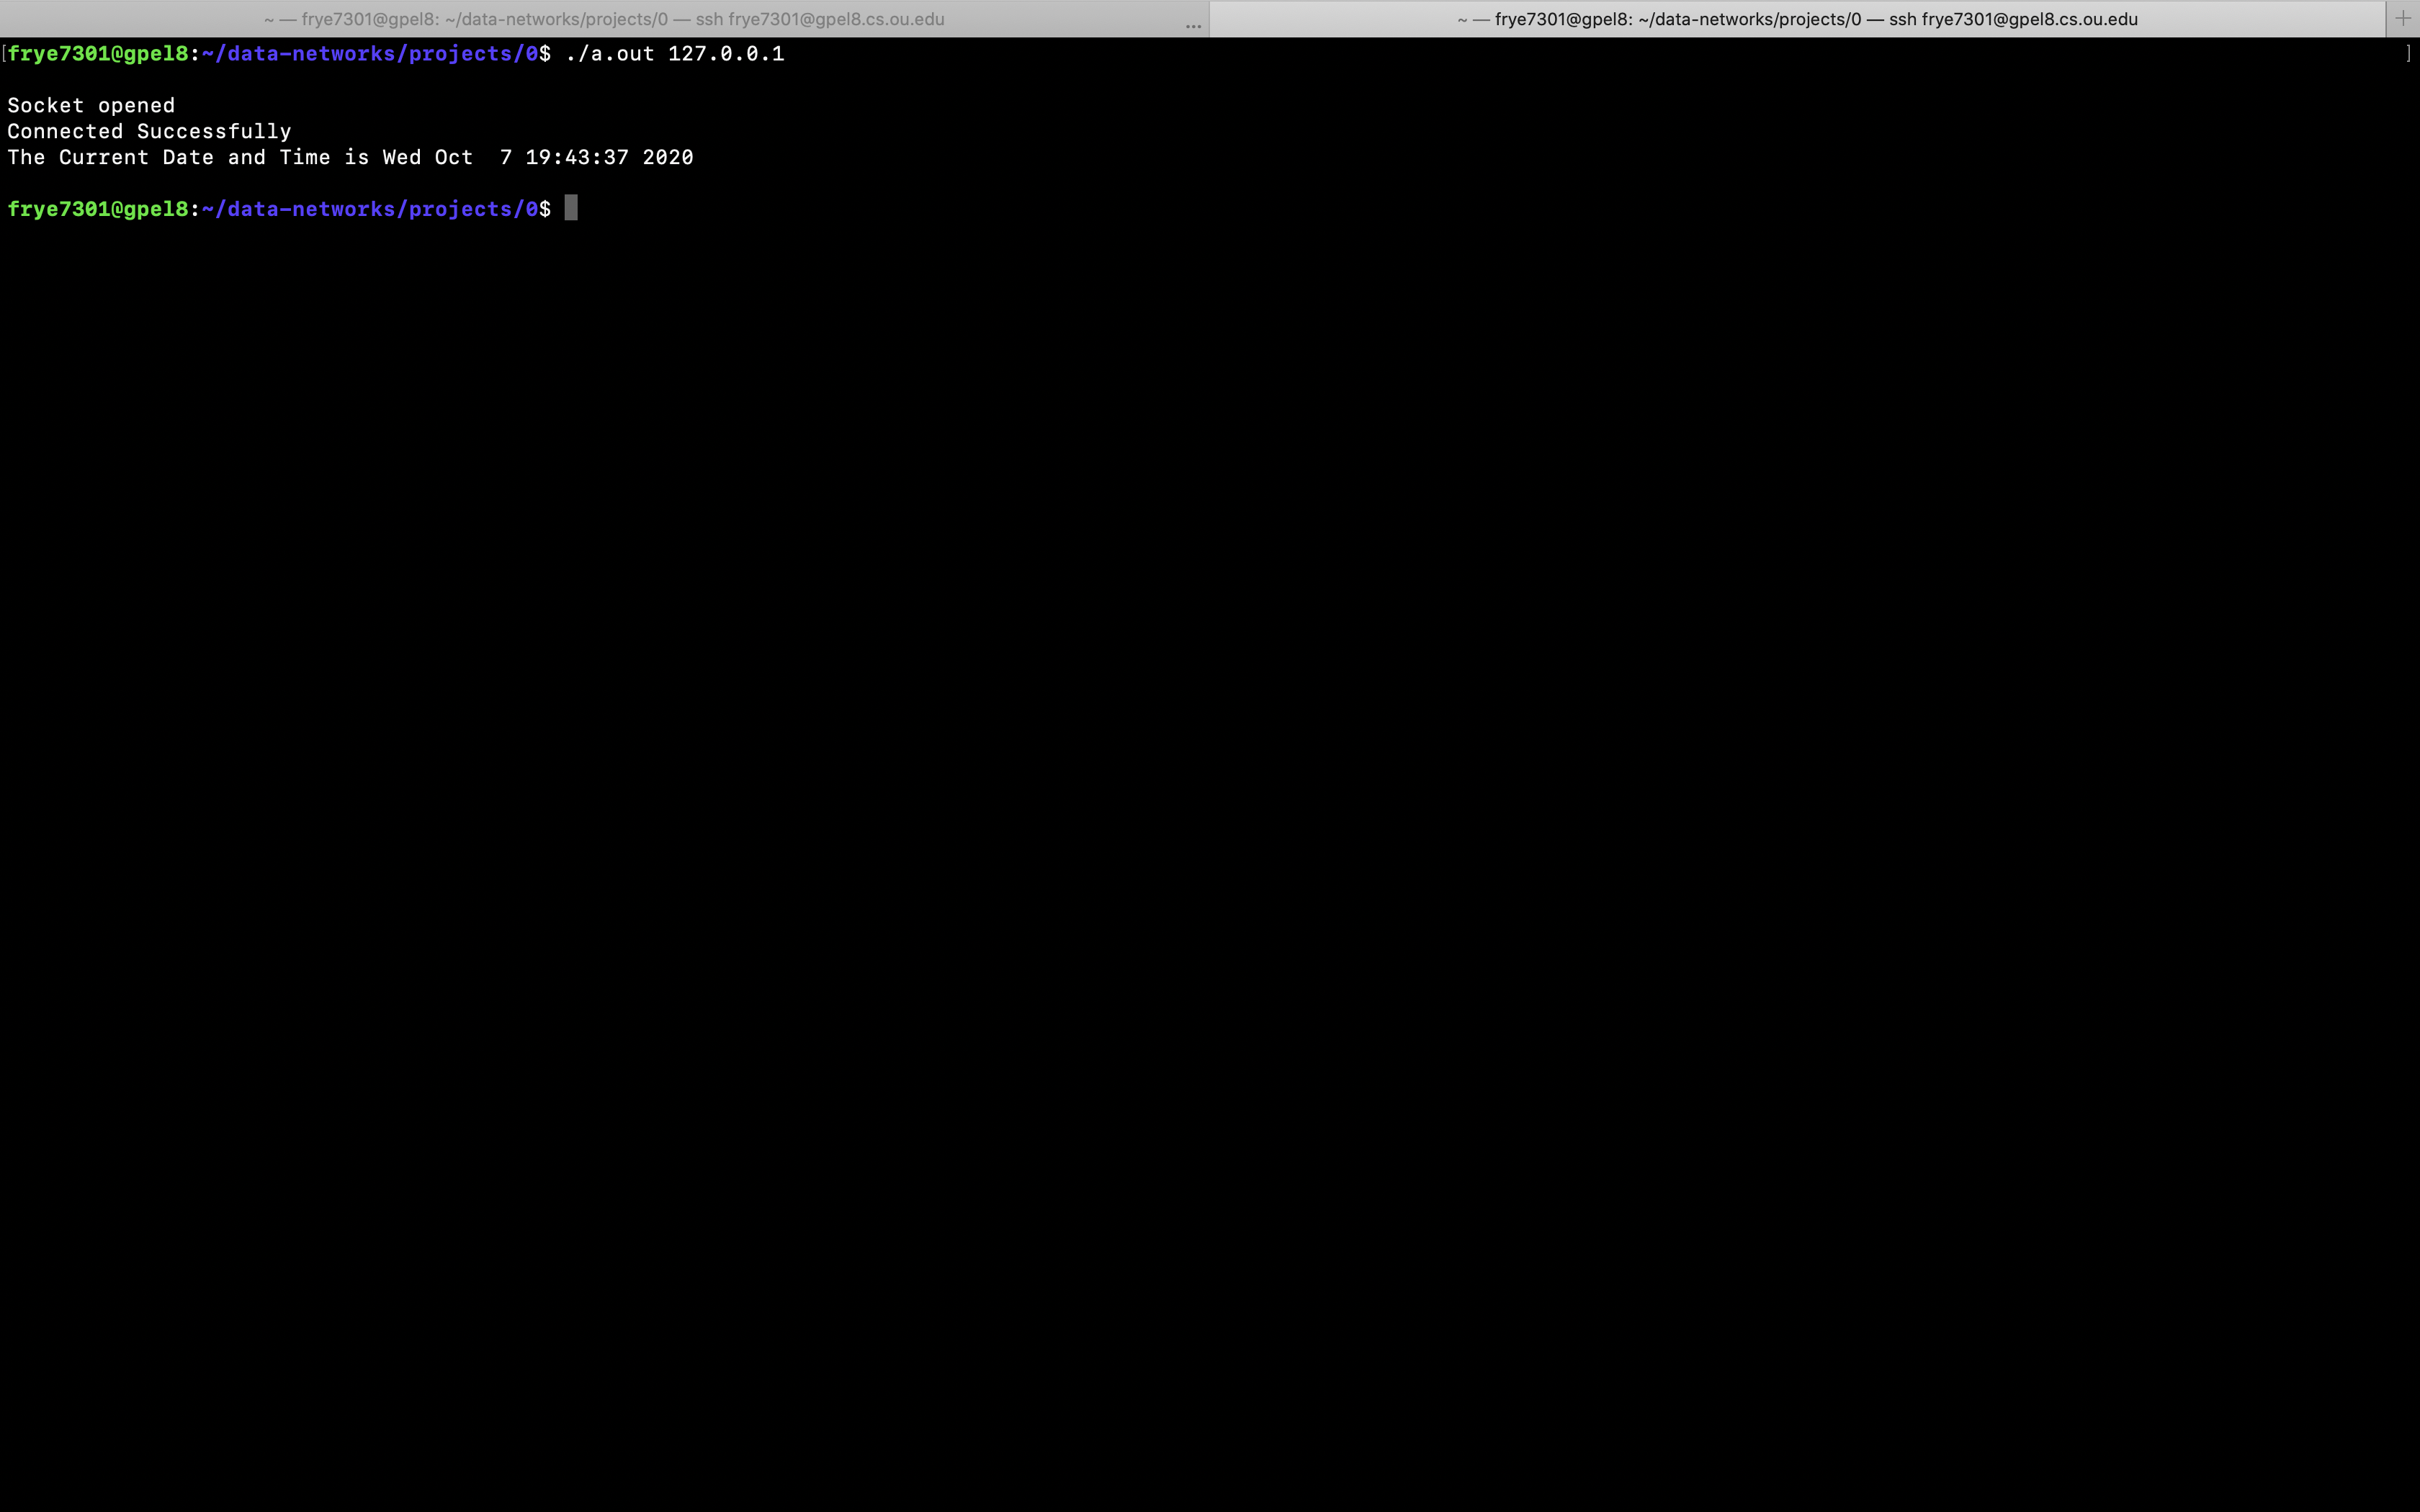 ~ — frye7301@gpel8: ~/data-networks/projects/0 — ssh frye7301@gpel8.cs.ou.edu ...
~ — frye7301@gpel8: ~/data-networks/projects/0 — ssh frye7301@gpel8.cs.ou.edu +
[frye7301@gpel8:~/data-networks/projects/0$ ./a.out 127.0.0.1 ]
Socket opened
Connected Successfully
The Current Date and Time is Wed Oct  7 19:43:37 2020
frye7301@gpel8:~/data-networks/projects/0$